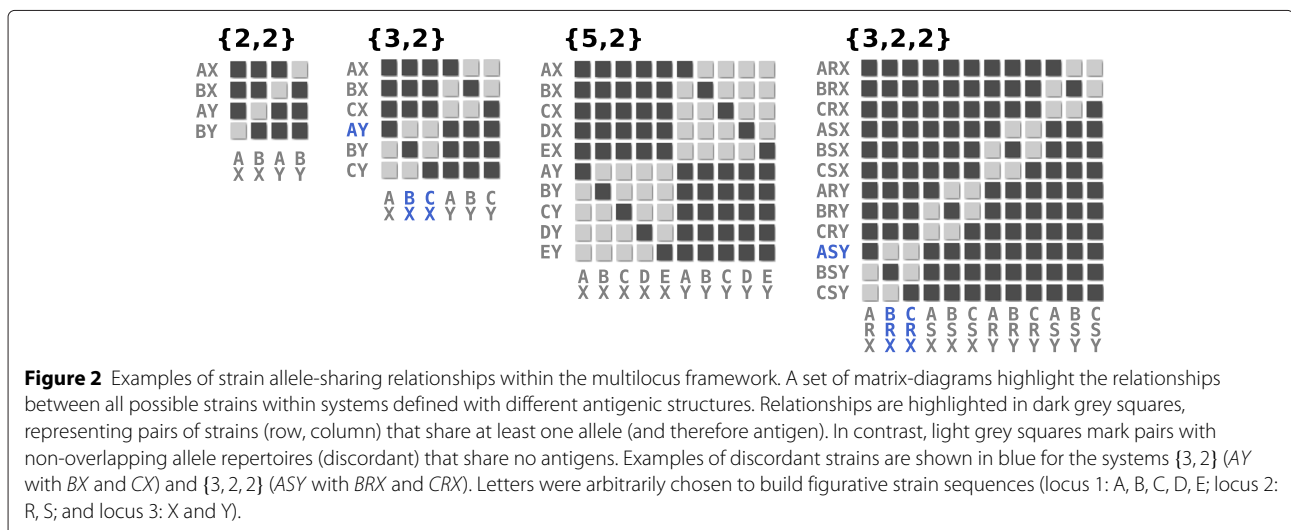 {2,2} {3,2} {5,2} {3,2,2}
AX
BX
AY
BY
A B A B
X X Y Y
AX
BX
CX
AY
BY
CY
A B C A B C
X X X Y Y Y
AX
BX
CX
DX
EX
AY
BY
CY
DY
EY
A B C D E A B C D E
X X X X X Y Y Y Y Y
ARX
BRX
CRX
ASX
BSX
CSX
ARY
BRY
CRY
ASY
BSY
CSY
A B C A B C A B C A B C
R R R S S S R R R S S S
X X X X X X Y Y Y Y Y Y
Figure 2 Examples of strain allele-sharing relationships within the multilocus framework. A set of matrix-diagrams highlight the relationships
between all possible strains within systems defined with different antigenic structures. Relationships are highlighted in dark grey squares,
representing pairs of strains (row, column) that share at least one allele (and therefore antigen). In contrast, light grey squares mark pairs with
non-overlapping allele repertoires (discordant) that share no antigens. Examples of discordant strains are shown in blue for the systems {3, 2} (AY
with BX and CX) and {3, 2, 2} (ASY with BRX and CRX). Letters were arbitrarily chosen to build figurative strain sequences (locus 1: A, B, C, D, E; locus 2:
R, S; and locus 3: X and Y).